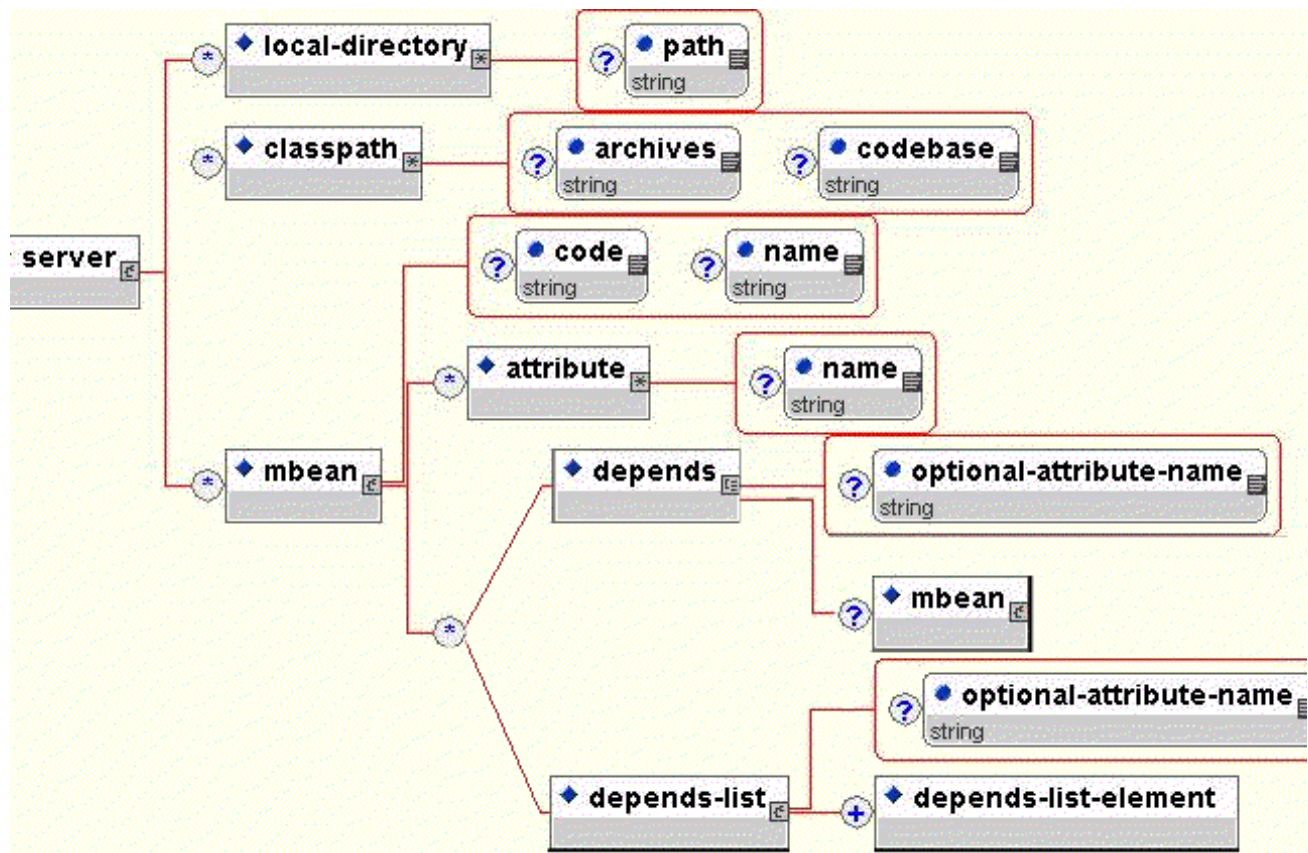 * local-directory * ? path
string
* classpath * ? archives ? codebase
string string
server
? code ? name
string string
* attribute * ? name
string
* mbean
depends ? optional-attribute-name
string
? mbean
*
? optional-attribute-name
string
depends-list + depends-list-element